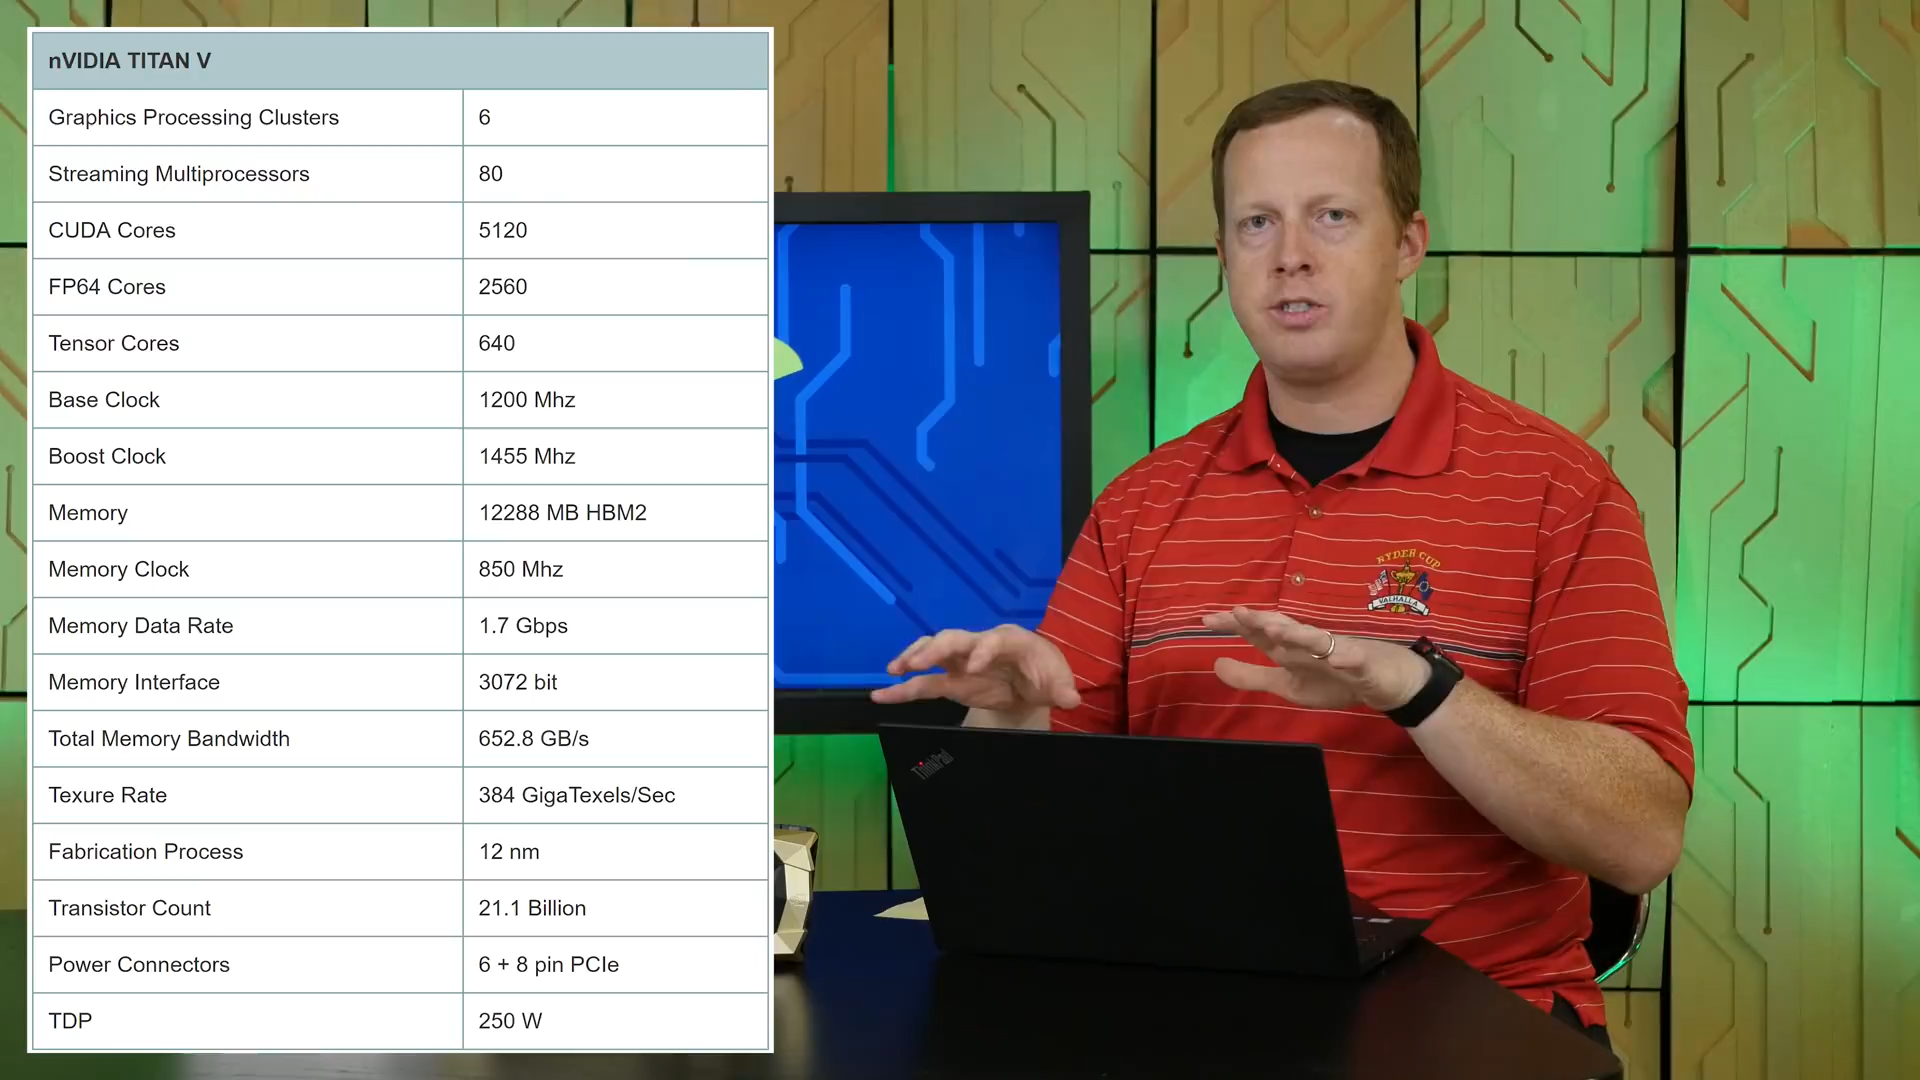 nVIDIA TITAN V
Graphics Processing Clusters 6
Streaming Multiprocessors 80
CUDA Cores 5120
FP64 Cores 2560
Tensor Cores 640
Base Clock 1200 Mhz
Boost Clock 1455 Mhz
Memory 12288 MB HBM2
Memory Clock 850 Mhz
Memory Data Rate 1.7 Gbps
Memory Interface 3072 bit
Total Memory Bandwidth 652.8 GB/s
Texure Rate 384 GigaTexels/Sec
Fabrication Process 12 nm
Transistor Count 21.1 Billion
Power Connectors 6 + 8 pin PCIe
TDP 250 W
RYDER CUP
VALHALLA
ThinkPad